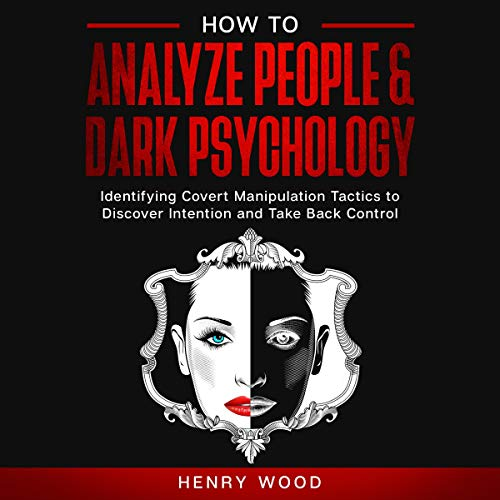 HOW TO
ANALYZE PEOPLE &
DARK PSYCHOLOGY
Identifying Covert Manipulation Tactics to
Discover Intention and Take Back Control
HENRY WOOD